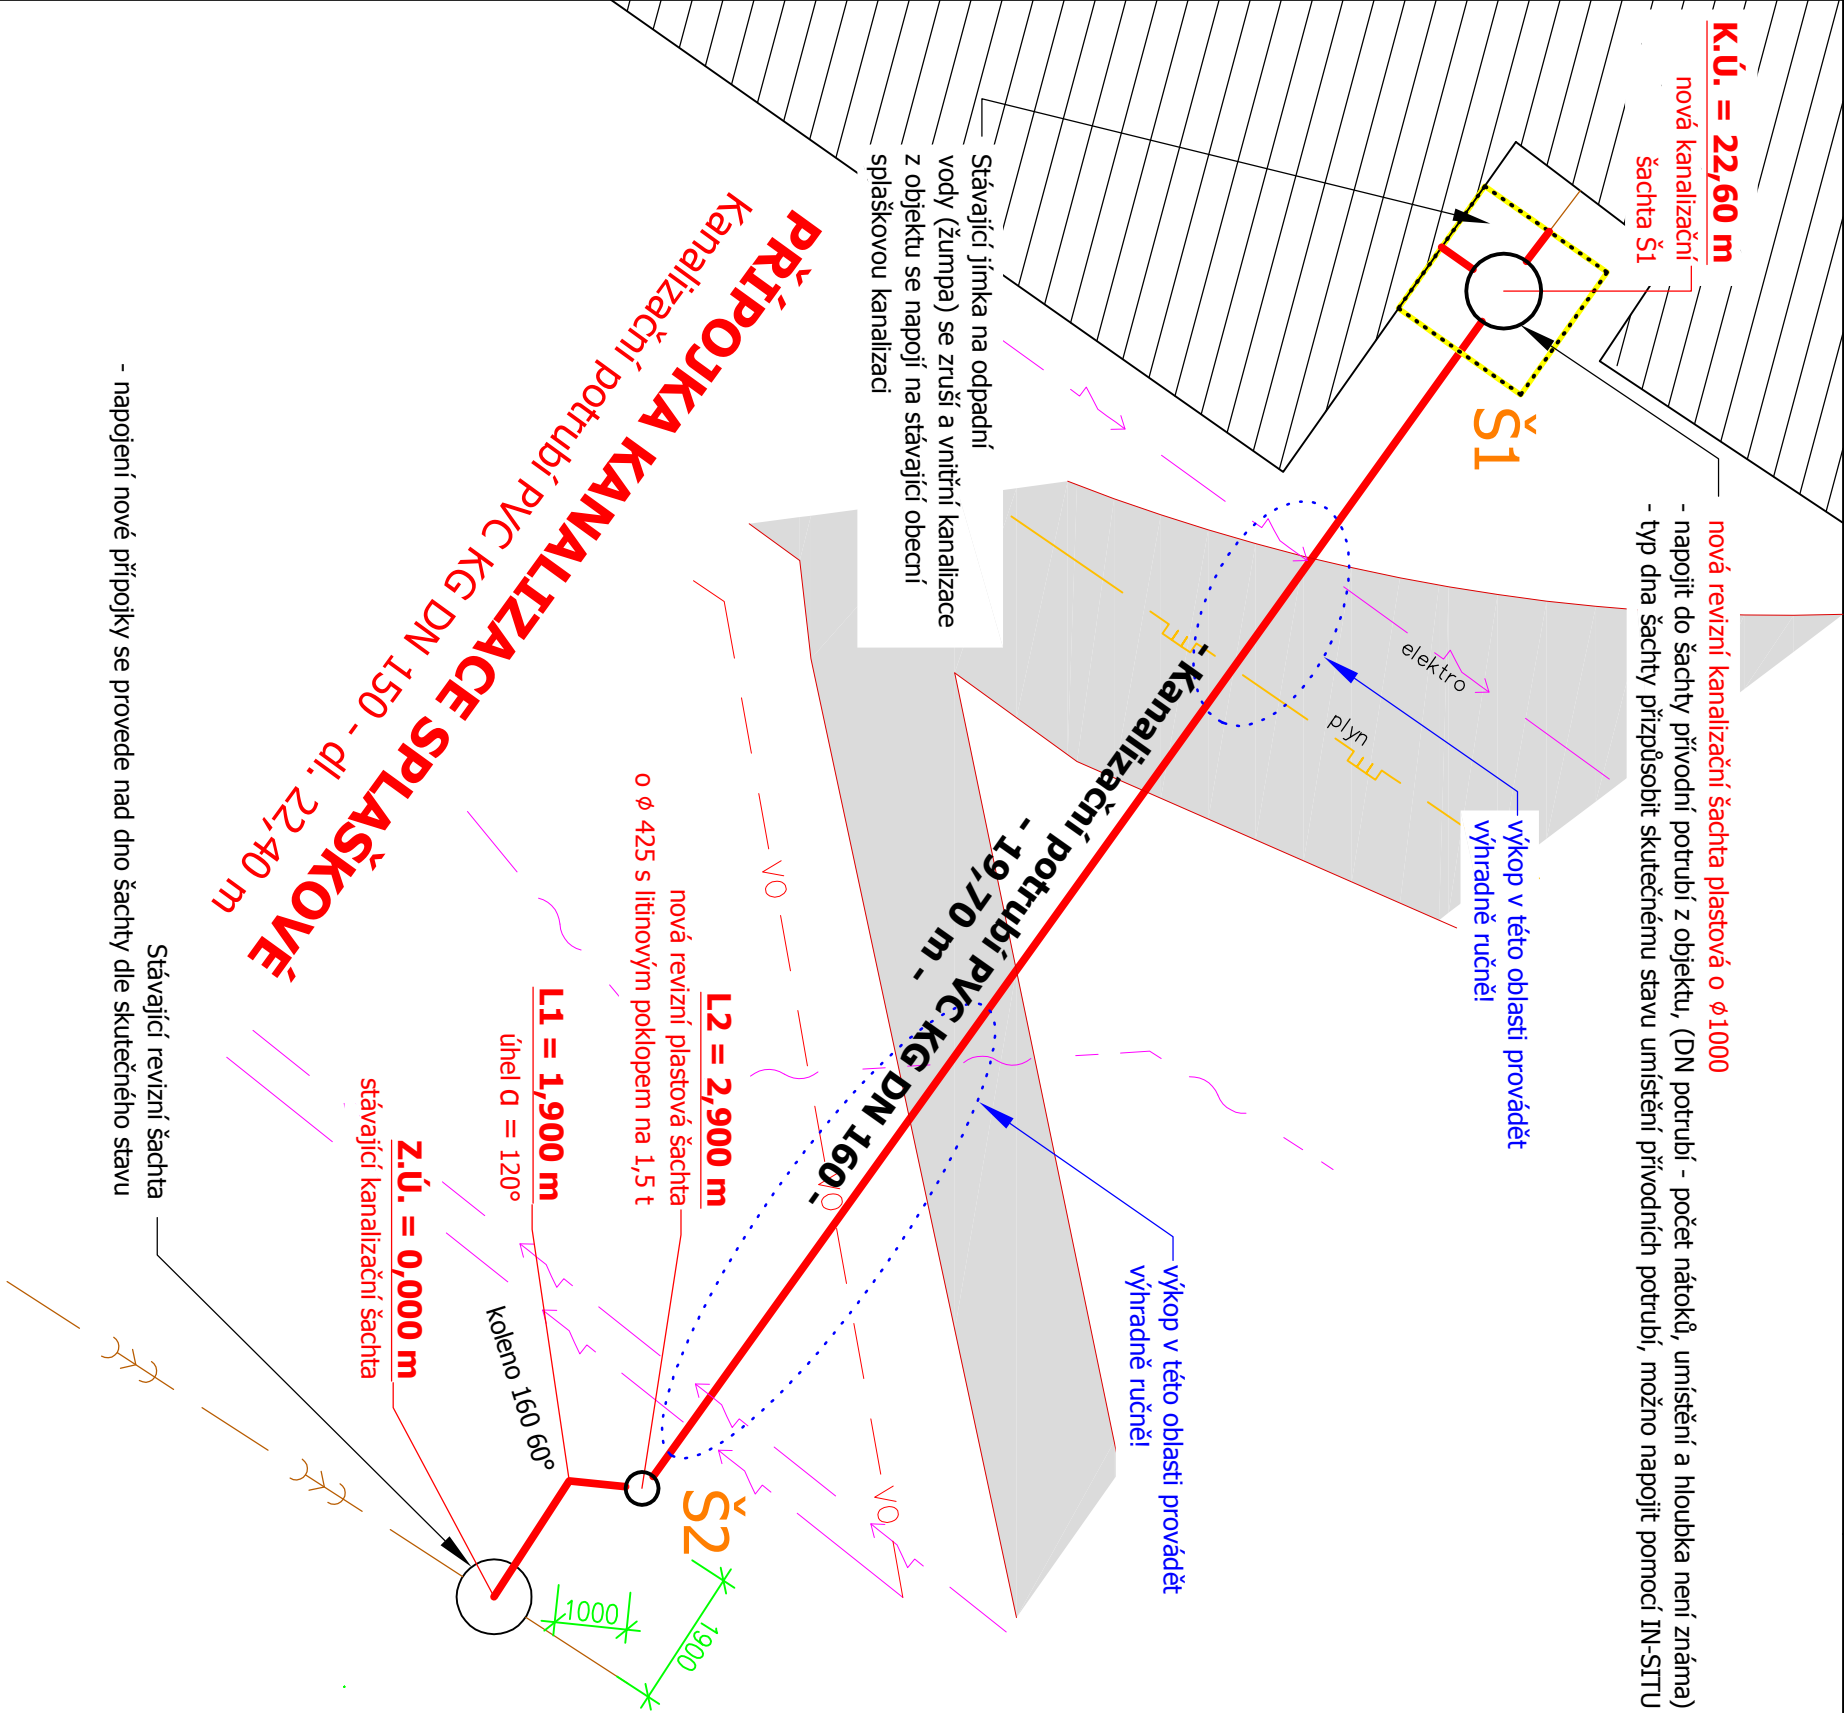 K.Ú. = 22,60 m
nová kanalizační
šachta Š1
Š1
nová revizní kanalizační šachta plastová o ø1000
- napojit do šachty přívodní potrubí z objektu, (DN potrubí - počet nátoků, umístění a hloubka není známa)
- typ dna šachty přizpůsobit skutečnému stavu umístění přívodních potrubí, možno napojit pomocí IN-SITU
výkop v této oblasti provádět
výhradně ručně!
elektro
plyn
Stávající jímka na odpadní
vody (žumpa) se zruší a vnitřní kanalizace
z objektu se napojí na stávající obecní
splaškovou kanalizaci
- Kanalizační potrubí PVC KG DN 160-
- 19,70 m -
výkop v této oblasti provádět
výhradně ručně!
PŘÍPOJKA KANALIZACE SPLAŠKOVÉ
Kanalizační potrubí PVC KG DN 150 - dl. 22,40 m
VO
VO
VO
L2 = 2,900 m
nová revizní plastová šachta
o ø 425 s litinovým poklopem na 1,5 t
L1 = 1,900 m
úhel α = 120°
Z.Ú. = 0,000 m
stávající kanalizační šachta
koleno 160 60°
Š2
1000
1900
Stávající revizní šachta
- napojení nové přípojky se provede nad dno šachty dle skutečného stavu